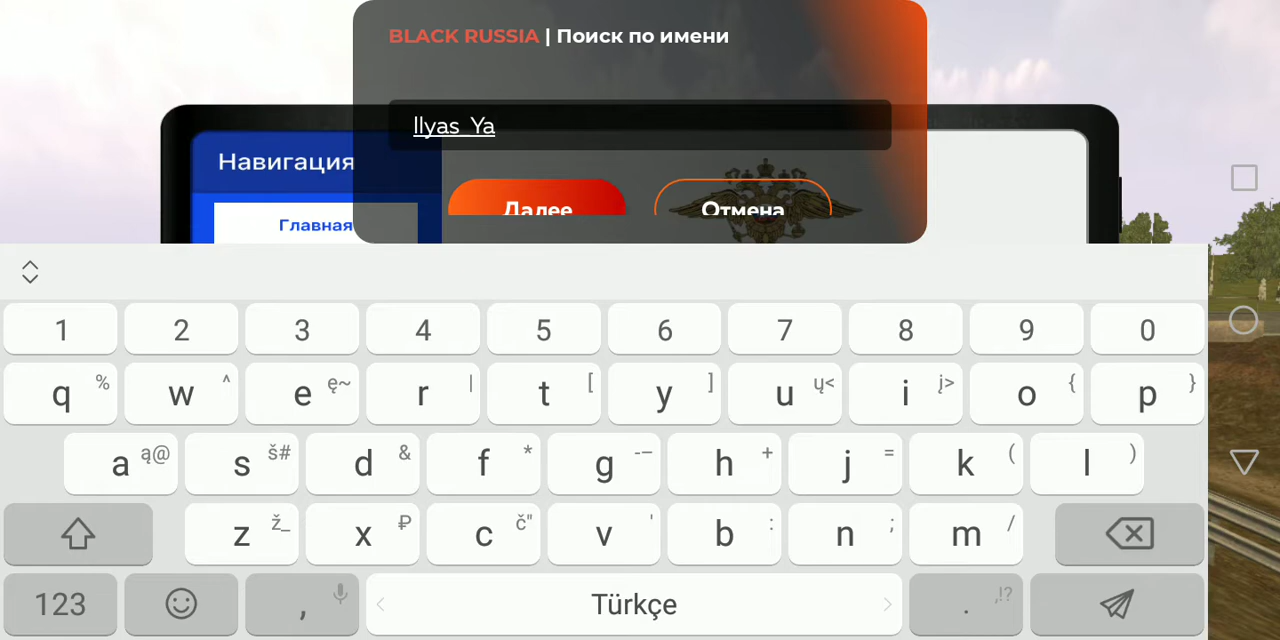 BLACK RUSSIA | Поиск по имени
Ilyas_Ya
Навигация
Далее Отмена
Главная
1 2 3 4 5 6 7 8 9 0
q % w ^ e ę~ r | t [ y ] u ų< i į> o { p }
a ą@ s š# d & f * g -— h + j = k ( l )
z ž_ x ₽ c č" v ' b : n ; m /
123 , < Türkçe > . ,!?